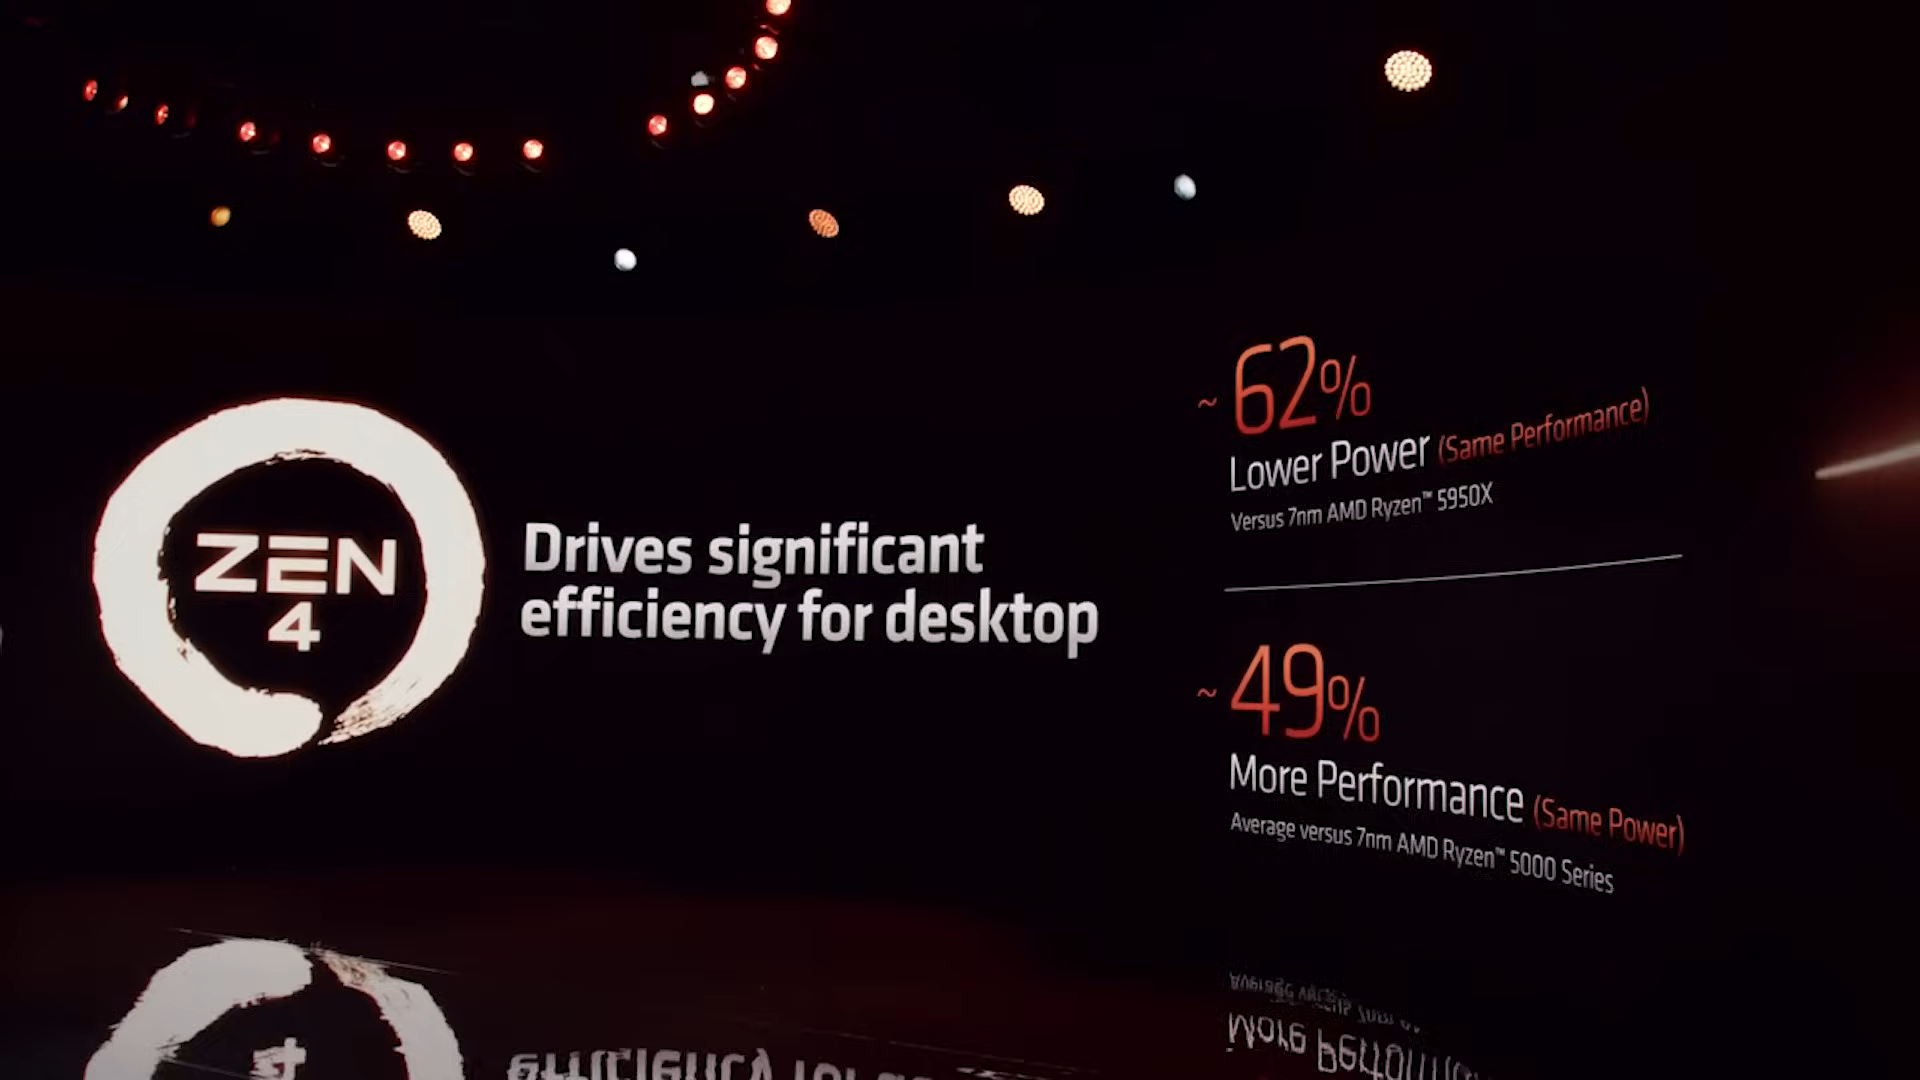 ZEN
4
Drives significant
efficiency for desktop
~62%
Lower Power (Same Performance)
Versus 7nm AMD Ryzen™ 5950X
~49%
More Performance (Same Power)
Average versus 7nm AMD Ryzen™ 5000 Series